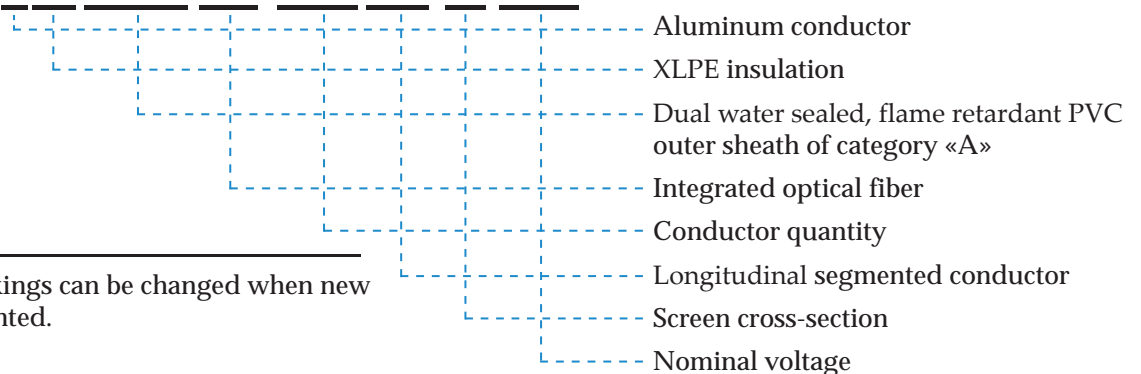 Aluminum conductor
XLPE insulation
Dual water sealed, flame retardant PVC
outer sheath of category «A»
Integrated optical fiber
Conductor quantity
Longitudinal segmented conductor
Screen cross-section
Nominal voltage
can be changed when new